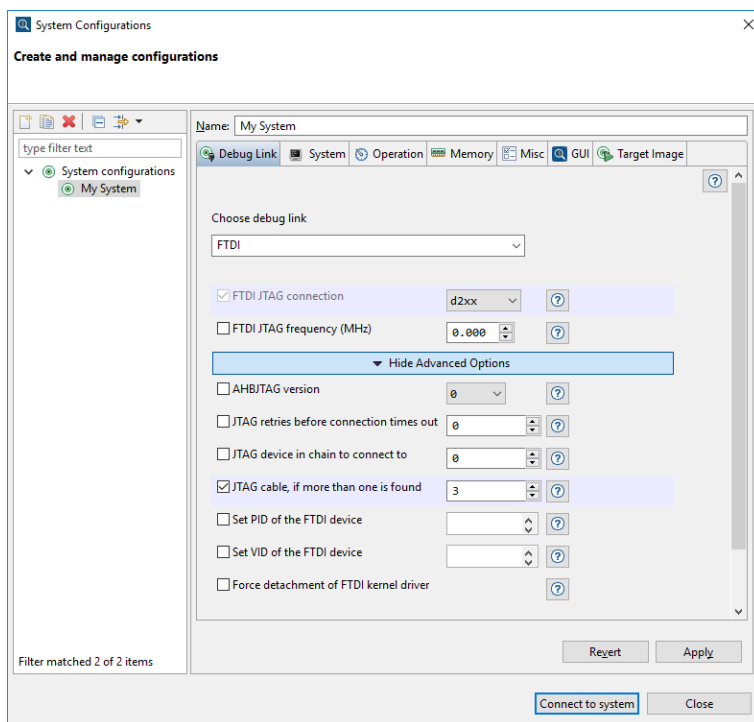 System Configurations
Create and manage configurations
type filter text
System configurations
My System
Filter matched 2 of 2 items
Name: My System
Debug Link System Operation Memory Misc GUI Target Image
Choose debug link
FTDI
FTDI JTAG connection d2xx
FTDI JTAG frequency (MHz) 0.000
Hide Advanced Options
AHBJTAG version 0
JTAG retries before connection times out 0
JTAG device in chain to connect to 0
JTAG cable, if more than one is found 3
Set PID of the FTDI device
Set VID of the FTDI device
Force detachment of FTDI kernel driver
Revert Apply
Connect to system Close